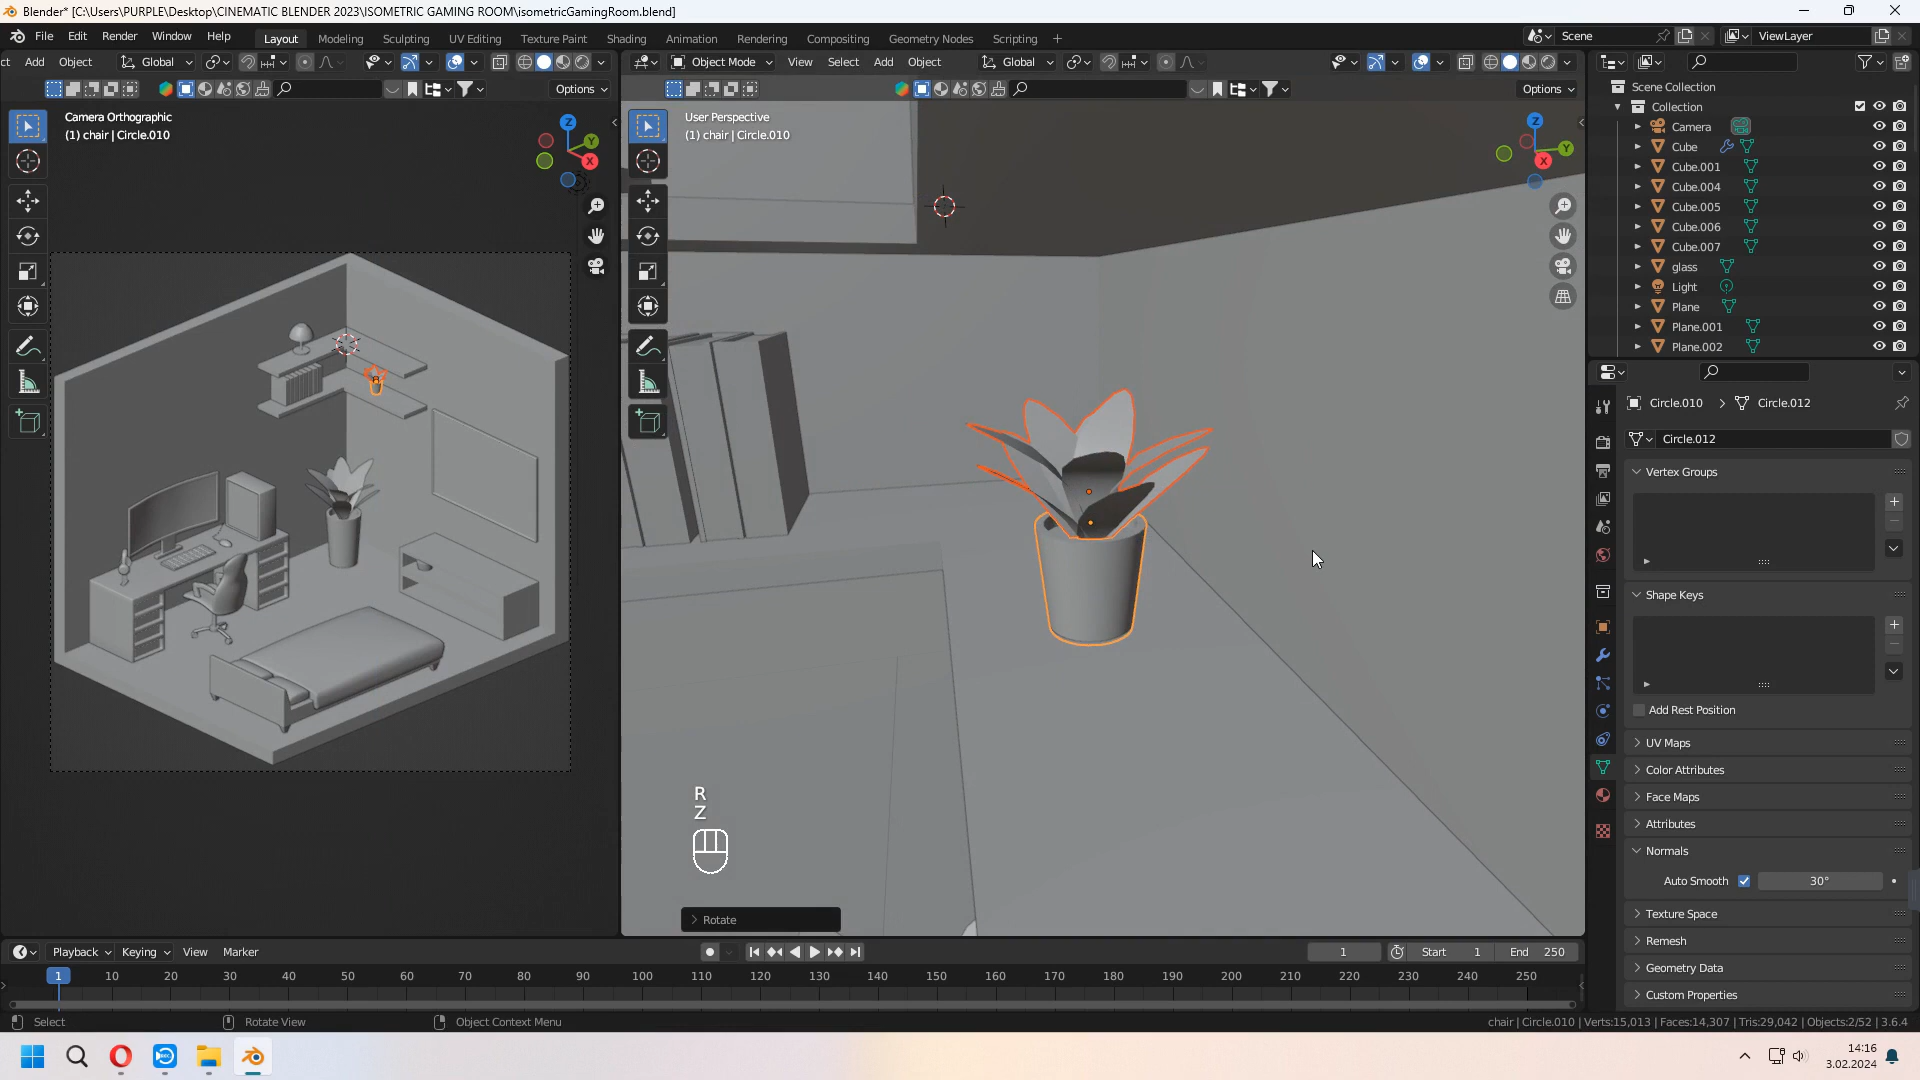 Blender* [C:\Users\PURPLE\Desktop\CINEMATIC BLENDER 2023\ISOMETRIC GAMING ROOM\isometricGamingRoom.blend]
File Edit Render Window Help Layout Modeling Sculpting UV Editing Texture Paint Shading Animation Rendering Compositing Geometry Nodes Scripting + Scene ViewLayer
ct Add Object Global
Object Mode View Select Add Object Global
Options
Options
Camera Orthographic
(1) chair | Circle.010
User Perspective
(1) chair | Circle.010
Z
Y
X
Z
Y
X
R
Z
Rotate
Scene Collection
Collection
Camera
Cube
Cube.001
Cube.004
Cube.005
Cube.006
Cube.007
glass
Light
Plane
Plane.001
Plane.002
Circle.010 > Circle.012
Circle.012
Vertex Groups
Shape Keys
Add Rest Position
UV Maps
Color Attributes
Face Maps
Attributes
Normals
Auto Smooth 30°
Texture Space
Remesh
Geometry Data
Custom Properties
Playback Keying View Marker 1 Start 1 End 250
1 10 20 30 40 50 60 70 80 90 100 110 120 130 140 150 160 170 180 190 200 210 220 230 240 250
Select Rotate View Object Context Menu chair | Circle.010 | Verts:15,013 | Faces:14,307 | Tris:29,042 | Objects:2/52 | 3.6.4
14:16
3.02.2024